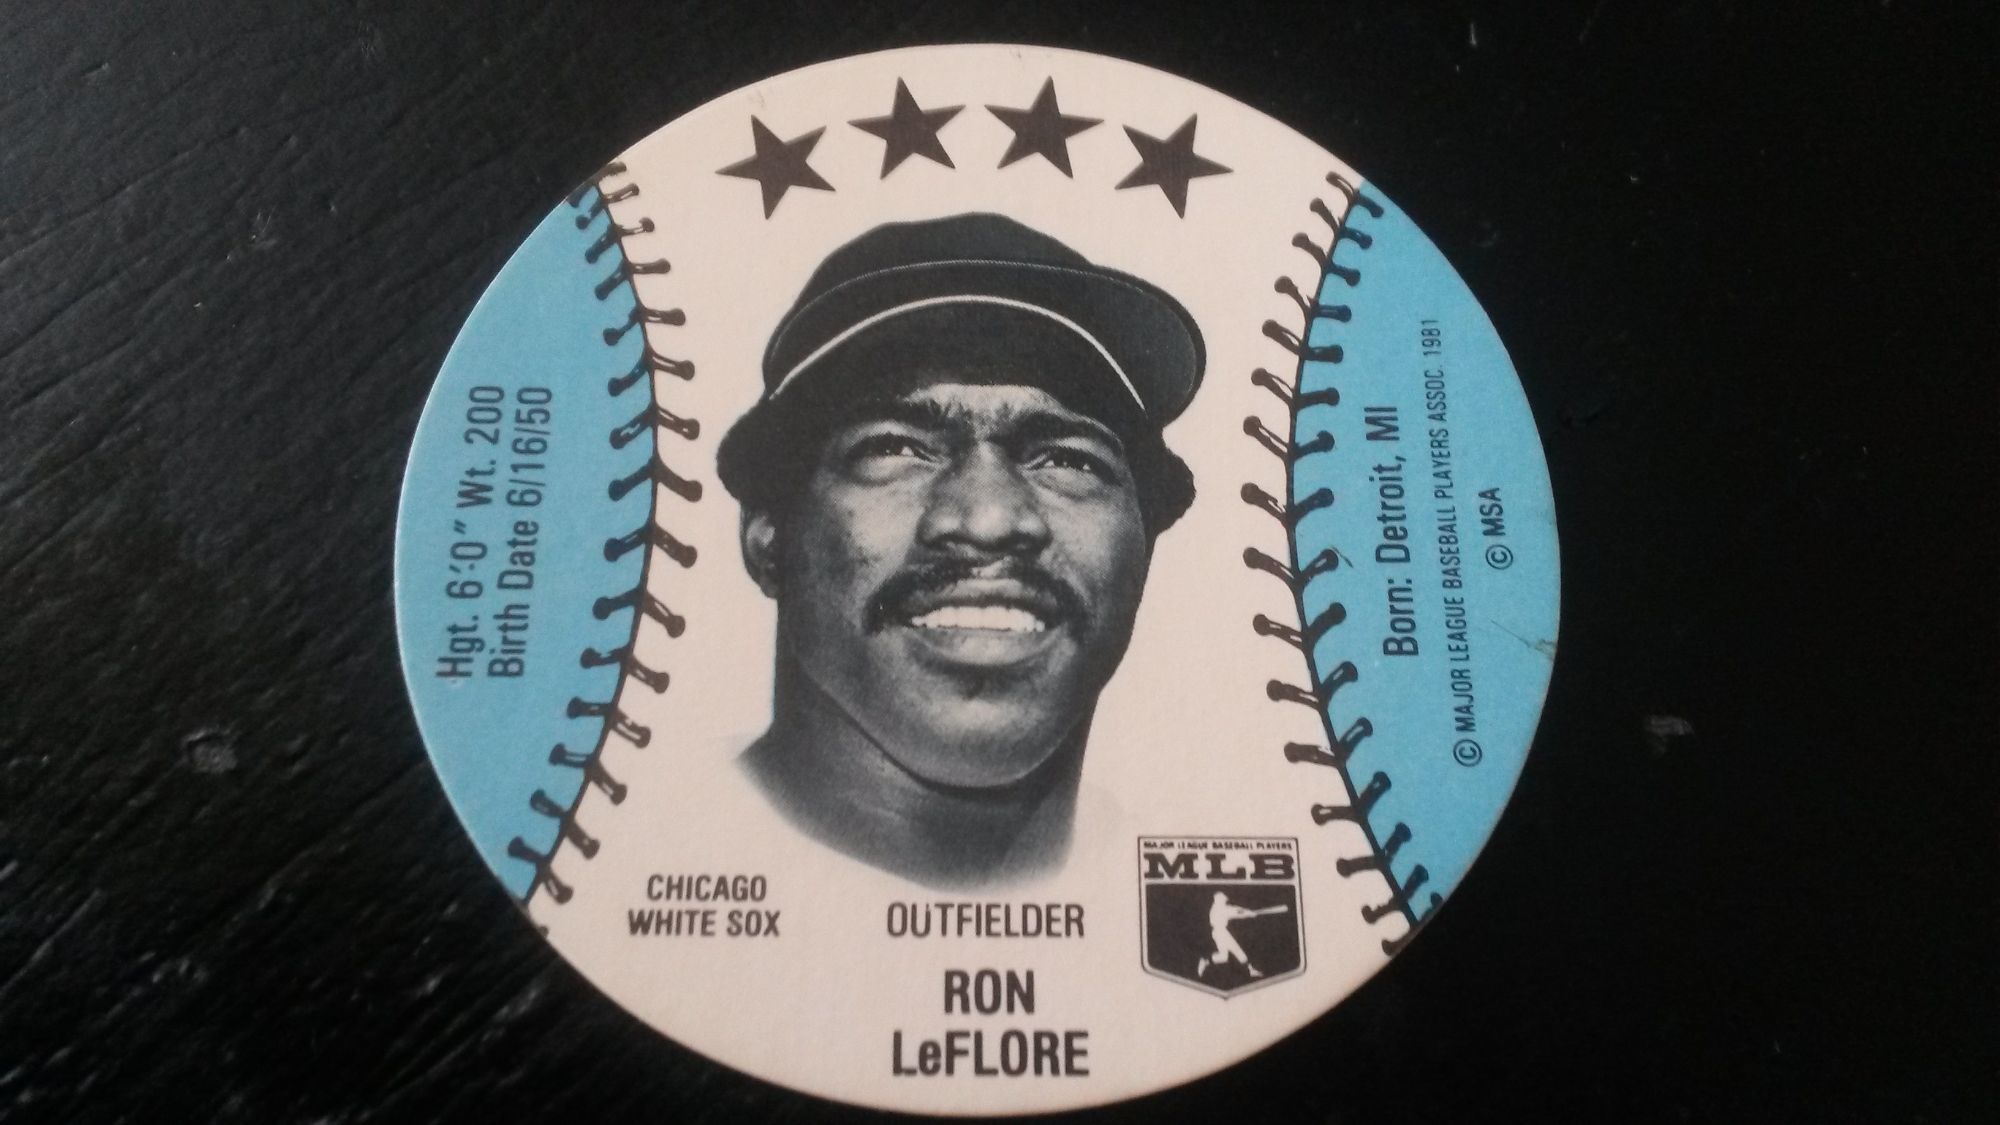 Hgt. 6'-0" Wt. 200
Birth Date 6/16/50
Born: Detroit, MI
© MAJOR LEAGUE BASEBALL PLAYERS ASSOC. 1981
© MSA
CHICAGO
WHITE SOX
OUTFIELDER
RON
LeFLORE
MAJOR LEAGUE BASEBALL PLAYERS
MLB